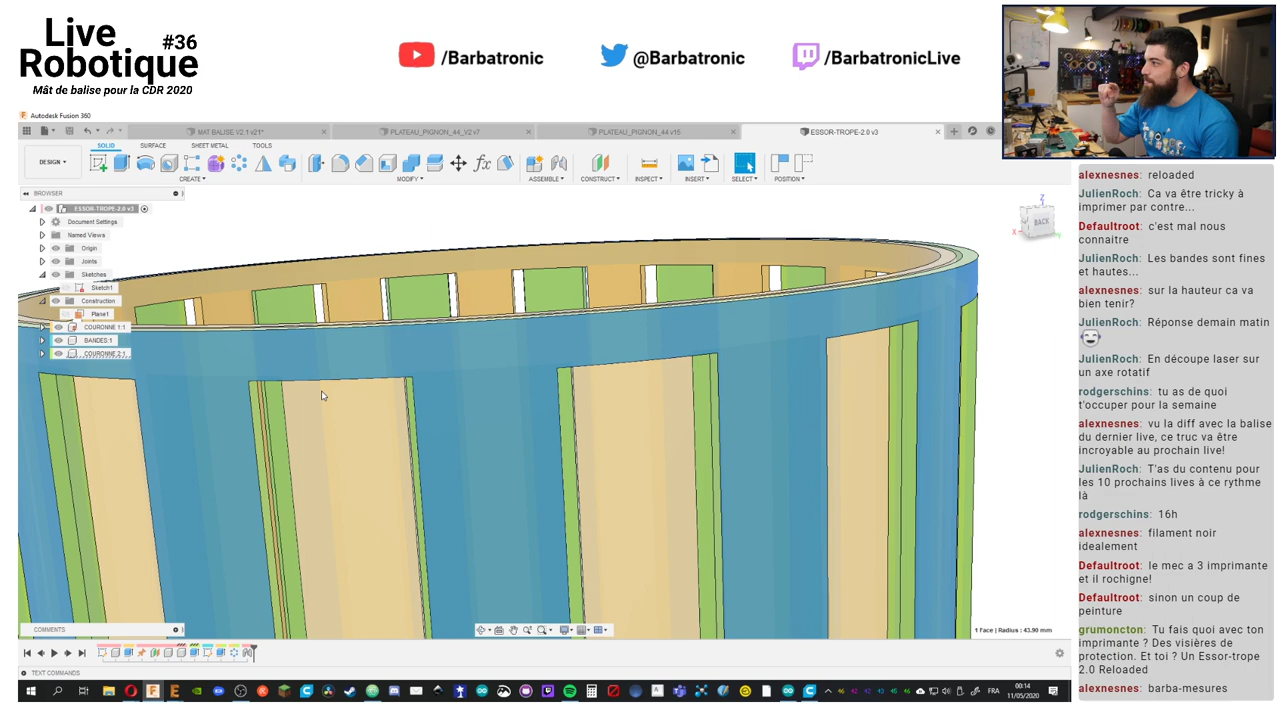 Live
Robotique #36
Mât de balise pour la CDR 2020
/Barbatronic
@Barbatronic
/BarbatronicLive
Autodesk Fusion 360
MAT BALISE V2.1 v21*
PLATEAU_PIGNON_44_V2 v7
PLATEAU_PIGNON_44 v15
ESSOR-TROPE-2.0 v3
SOLID SURFACE SHEET METAL TOOLS
DESIGN
CREATE MODIFY ASSEMBLE CONSTRUCT INSPECT INSERT SELECT POSITION
BROWSER
ESSOR-TROPE-2.0 v3
Document Settings
Named Views
Origin
Joints
Sketches
Sketch1
Construction
Plane1
COURONNE 1:1
BANDES:1
COURONNE 2:1
Z
BACK
X
Y
COMMENTS
1 Face | Radius : 43.90 mm
TEXT COMMANDS
FRA
00:14
11/05/2020
alexnesnes: reloaded
JulienRoch: Ca va être tricky à
imprimer par contre...
Defaultroot: c'est mal nous
connaitre
JulienRoch: Les bandes sont fines
et hautes...
alexnesnes: sur la hauteur ca va
bien tenir?
JulienRoch: Réponse demain matin
JulienRoch: En découpe laser sur
un axe rotatif
rodgerschins: tu as de quoi
t'occuper pour la semaine
alexnesnes: vu la diff avec la balise
du dernier live, ce truc va être
incroyable au prochain live!
JulienRoch: T'as du contenu pour
les 10 prochains lives à ce rythme
là
rodgerschins: 16h
alexnesnes: filament noir
idealement
Defaultroot: le mec a 3 imprimante
et il rochigne!
Defaultroot: sinon un coup de
peinture
grumoncton: Tu fais quoi avec ton
imprimante ? Des visières de
protection. Et toi ? Un Essor-trope
2.0 Reloaded
alexnesnes: barba-mesures